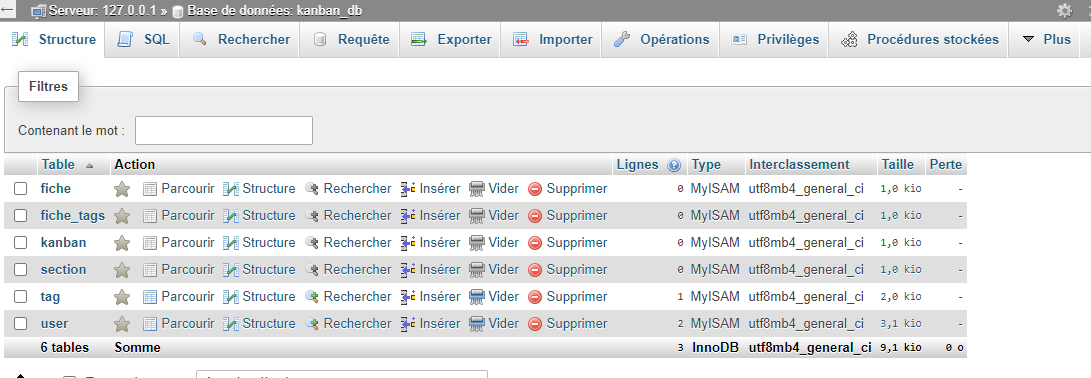 Serveur: 127.0.0.1 » Base de données: kanban_db
Structure SQL Rechercher Requête Exporter Importer Opérations Privilèges Procédures stockées Plus
Filtres
Contenant le mot :
Table Action Lignes Type Interclassement Taille Perte
fiche Parcourir Structure Rechercher Insérer Vider Supprimer 0 MyISAM utf8mb4_general_ci 1,0 kio -
fiche_tags Parcourir Structure Rechercher Insérer Vider Supprimer 0 MyISAM utf8mb4_general_ci 1,0 kio -
kanban Parcourir Structure Rechercher Insérer Vider Supprimer 0 MyISAM utf8mb4_general_ci 1,0 kio -
section Parcourir Structure Rechercher Insérer Vider Supprimer 0 MyISAM utf8mb4_general_ci 1,0 kio -
tag Parcourir Structure Rechercher Insérer Vider Supprimer 1 MyISAM utf8mb4_general_ci 2,0 kio -
user Parcourir Structure Rechercher Insérer Vider Supprimer 2 MyISAM utf8mb4_general_ci 3,1 kio -
6 tables Somme 3 InnoDB utf8mb4_general_ci 9,1 kio 0 o